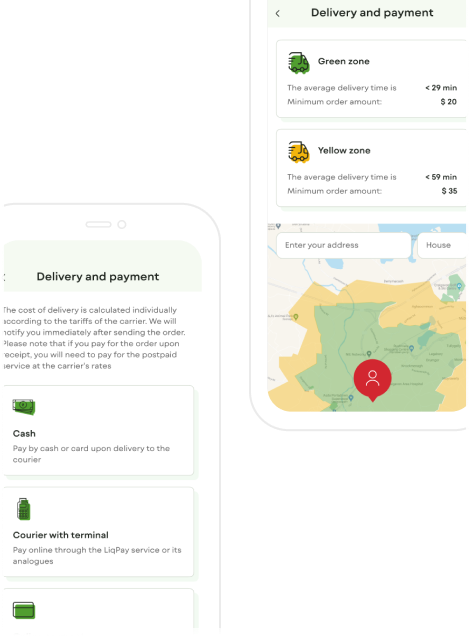 Delivery and payment
Green zone
The average delivery time is < 29 min
Minimum order amount: $ 20
Yellow zone
The average delivery time is < 59 min
Minimum order amount: $ 35
Enter your address
House
Delivery and payment
The cost of delivery is calculated individually
according to the tariffs of the carrier. We will
notify you immediately after sending the order.
Please note that if you pay for the order upon
receipt, you will need to pay for the postpaid
service at the carrier's rates
Cash
Pay by cash or card upon delivery to the
courier
Courier with terminal
Pay online through the LiqPay service or its
analogues